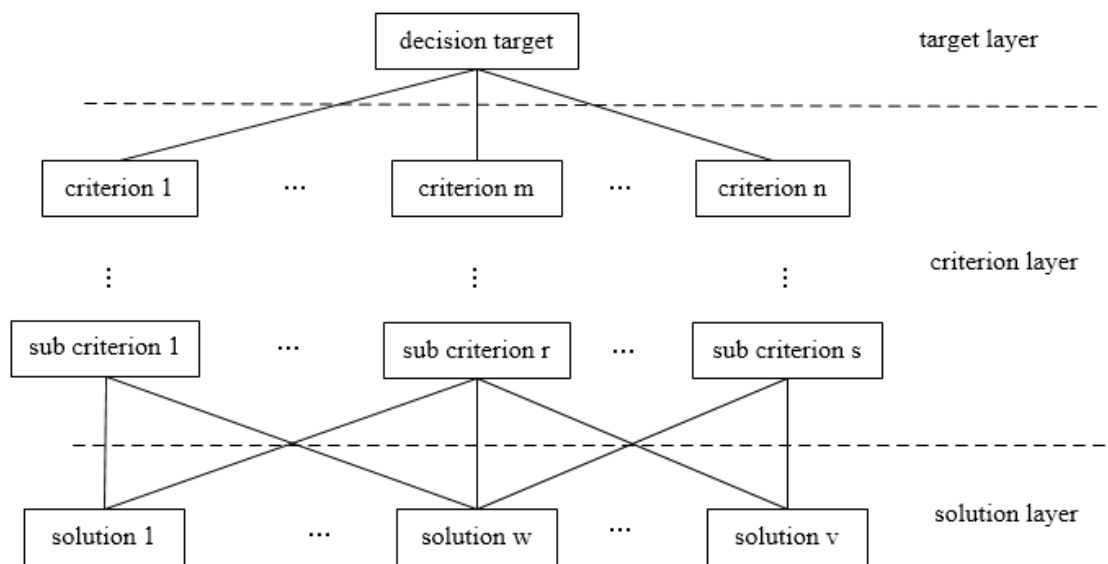 decision target
target layer
criterion 1 ... criterion m ... criterion n
criterion layer
sub criterion 1 ... sub criterion r ... sub criterion s
solution layer
solution 1 ... solution w ... solution v